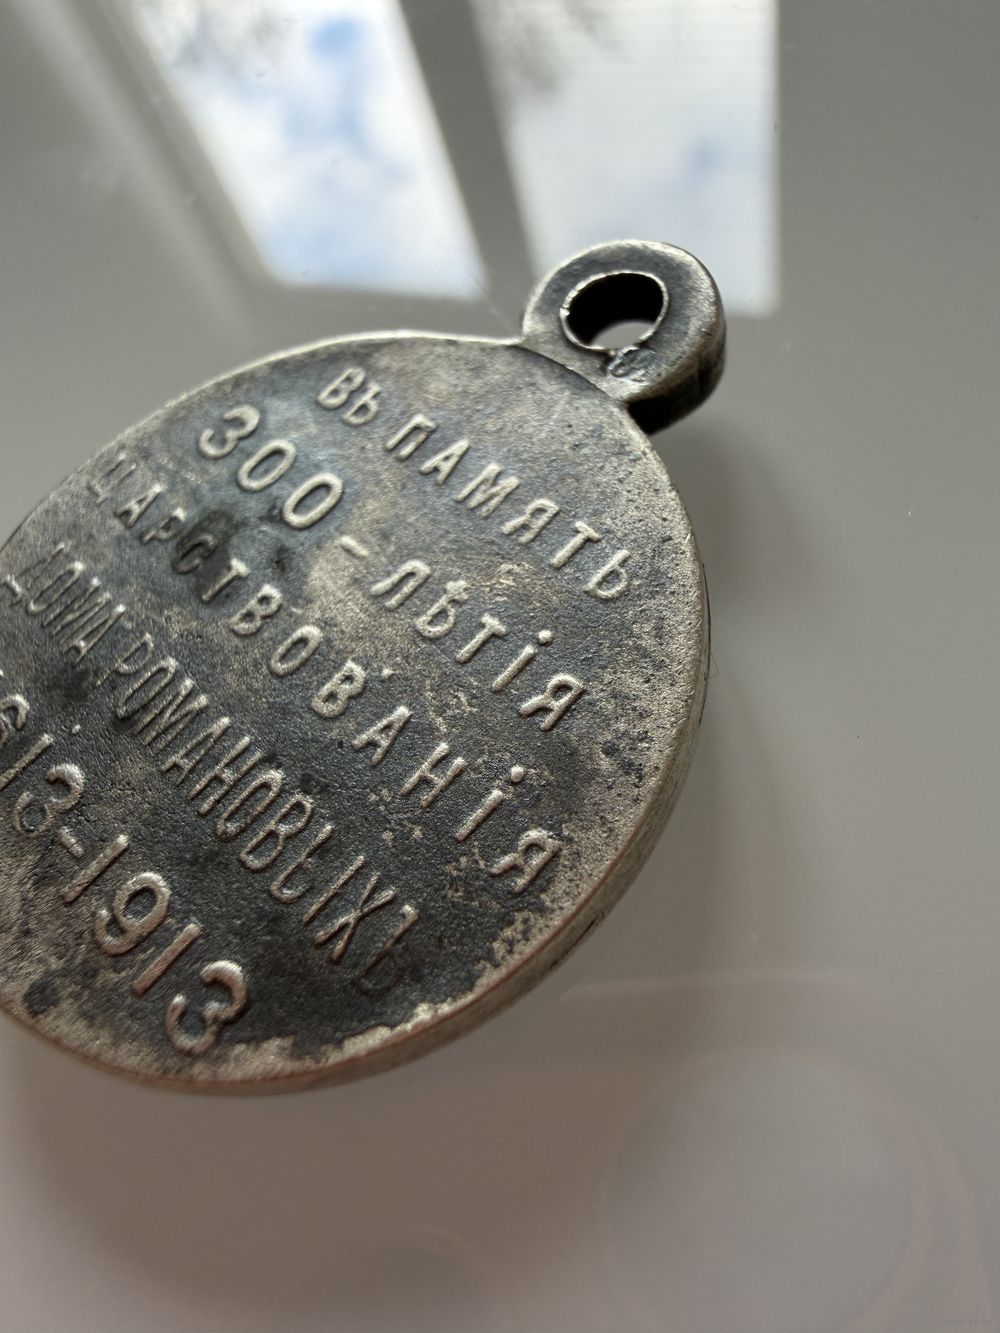 ВЪ ПАМЯТЬ
300-ЛѢТІЯ
ЦАРСТВОВАНІЯ
ДОМА РОМАНОВЫХЪ
1613-1913